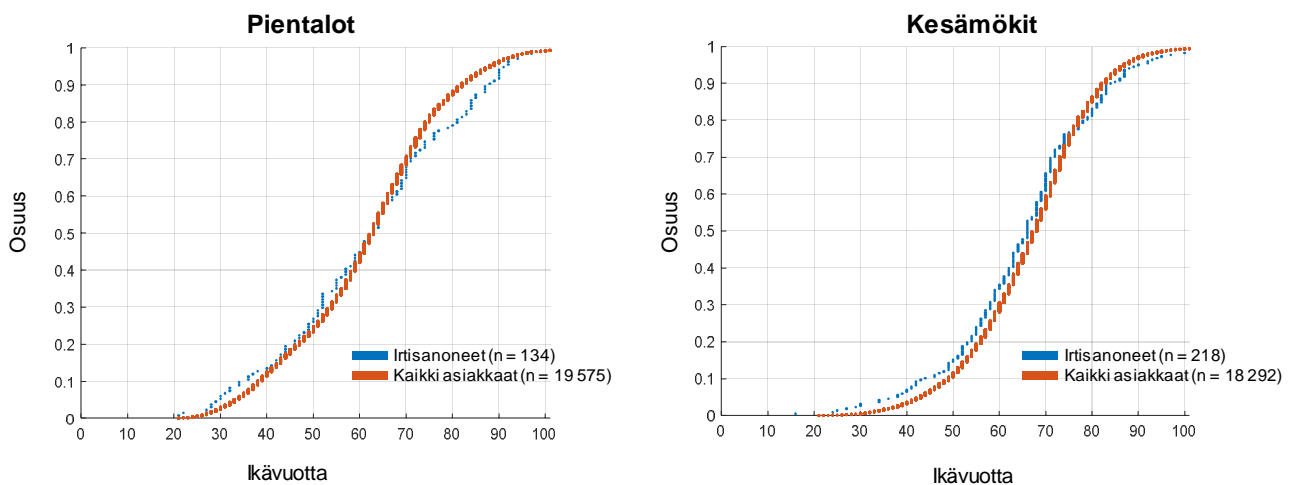 Pientalot
1
0.9
0.8
0.7
0.6
0.5
0.4
0.3
0.2
0.1
0
Osuus
Irtisanoneet (n = 134)
Kaikki asiakkaat (n = 19 575)
0 10 20 30 40 50 60 70 80 90 100
Ikävuotta
Kesämökit
1
0.9
0.8
0.7
0.6
0.5
0.4
0.3
0.2
0.1
0
Osuus
Irtisanoneet (n = 218)
Kaikki asiakkaat (n = 18 292)
0 10 20 30 40 50 60 70 80 90 100
Ikävuotta